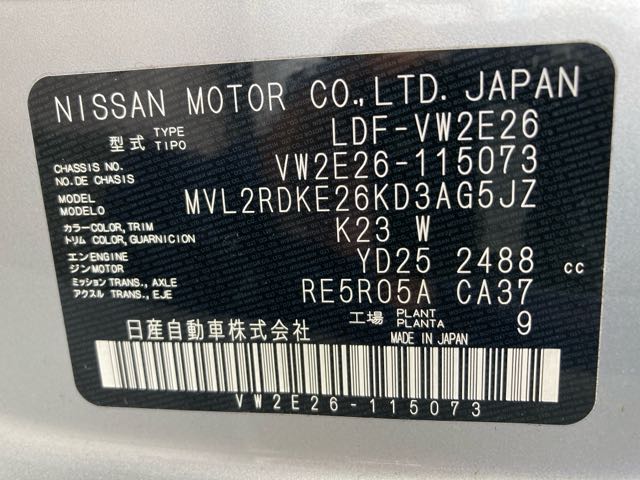 NISSAN MOTOR CO.,LTD. JAPAN
型式 TYPE TIPO LDF-VW2E26
CHASSIS NO. NO. DE CHASIS VW2E26-115073
MODEL MODELO MVL2RDKE26KD3AG5JZ
カラー COLOR, TRIM
トリム COLOR, GUARNICION K23 W
エンジン ENGINE MOTOR YD25 2488 cc
ミッション TRANS., AXLE
アクスル TRANS., EJE RE5R05A CA37
工場 PLANT PLANTA 9
日産自動車株式会社 MADE IN JAPAN
VW2E26-115073